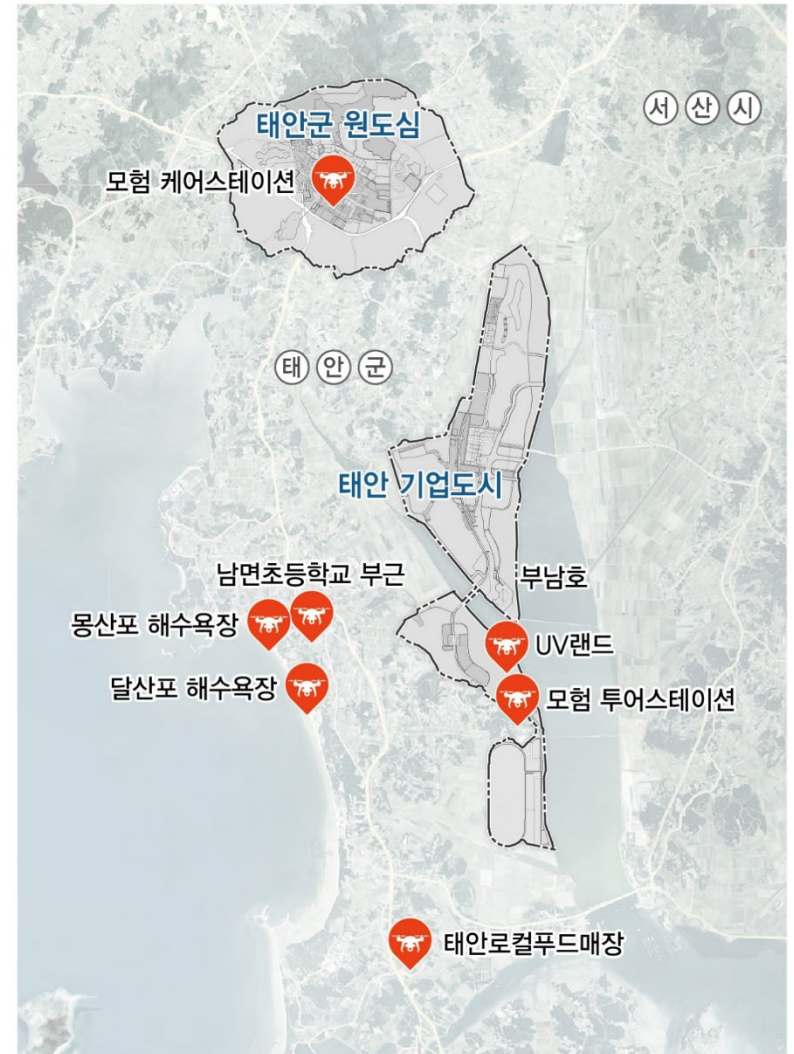 서산시
태안군 원도심
모험 케어스테이션
태안군
태안 기업도시
남면초등학교 부근
부남호
몽산포 해수욕장
UV랜드
달산포 해수욕장
모험 투어스테이션
태안로컬푸드매장